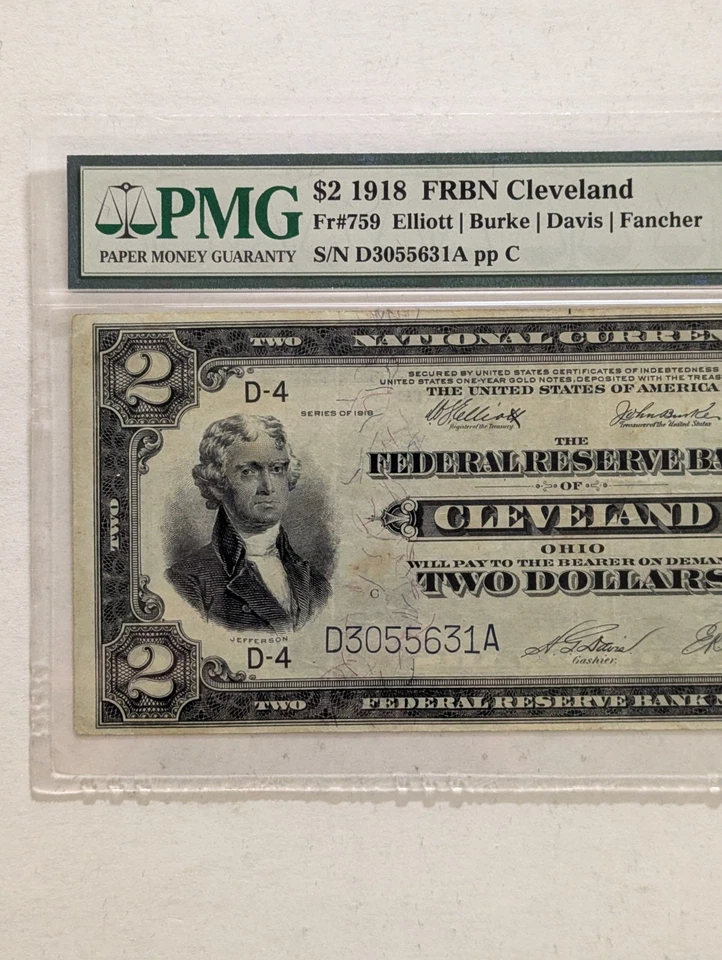 PMG
PAPER MONEY GUARANTY
$2 1918 FRBN Cleveland
Fr#759 Elliott | Burke | Davis | Fancher
S/N D3055631A pp C
TWO NATIONAL CURREN
2
D-4
SERIES OF 1918
SECURED BY UNITED STATES CERTIFICATES OF INDEBTEDNESS
UNITED STATES ONE-YEAR GOLD NOTES, DEPOSITED WITH THE TREAS
THE UNITED STATES OF AMERICA
Register of the Treasury
Treasurer of the United States
THE
FEDERAL RESERVE BA
OF
CLEVELAND
OHIO
WILL PAY TO THE BEARER ON DEMAN
TWO DOLLARS
TWO
C
JEFFERSON
D-4
D3055631A
Cashier.
2
TWO FEDERAL RESERVE BANK N